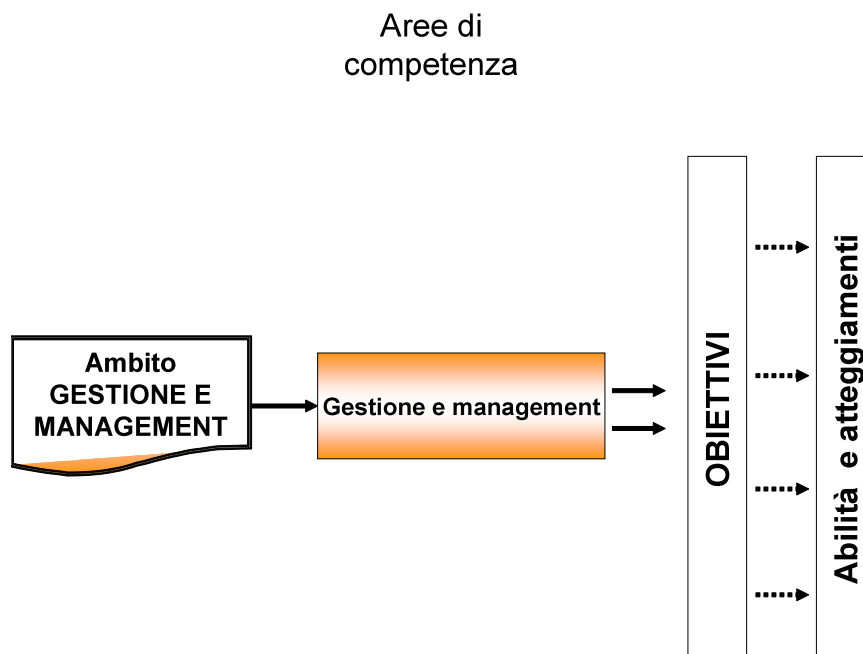 Aree di
competenza
Ambito
GESTIONE E
MANAGEMENT
Gestione e management
OBIETTIVI
Abilità e atteggiamenti